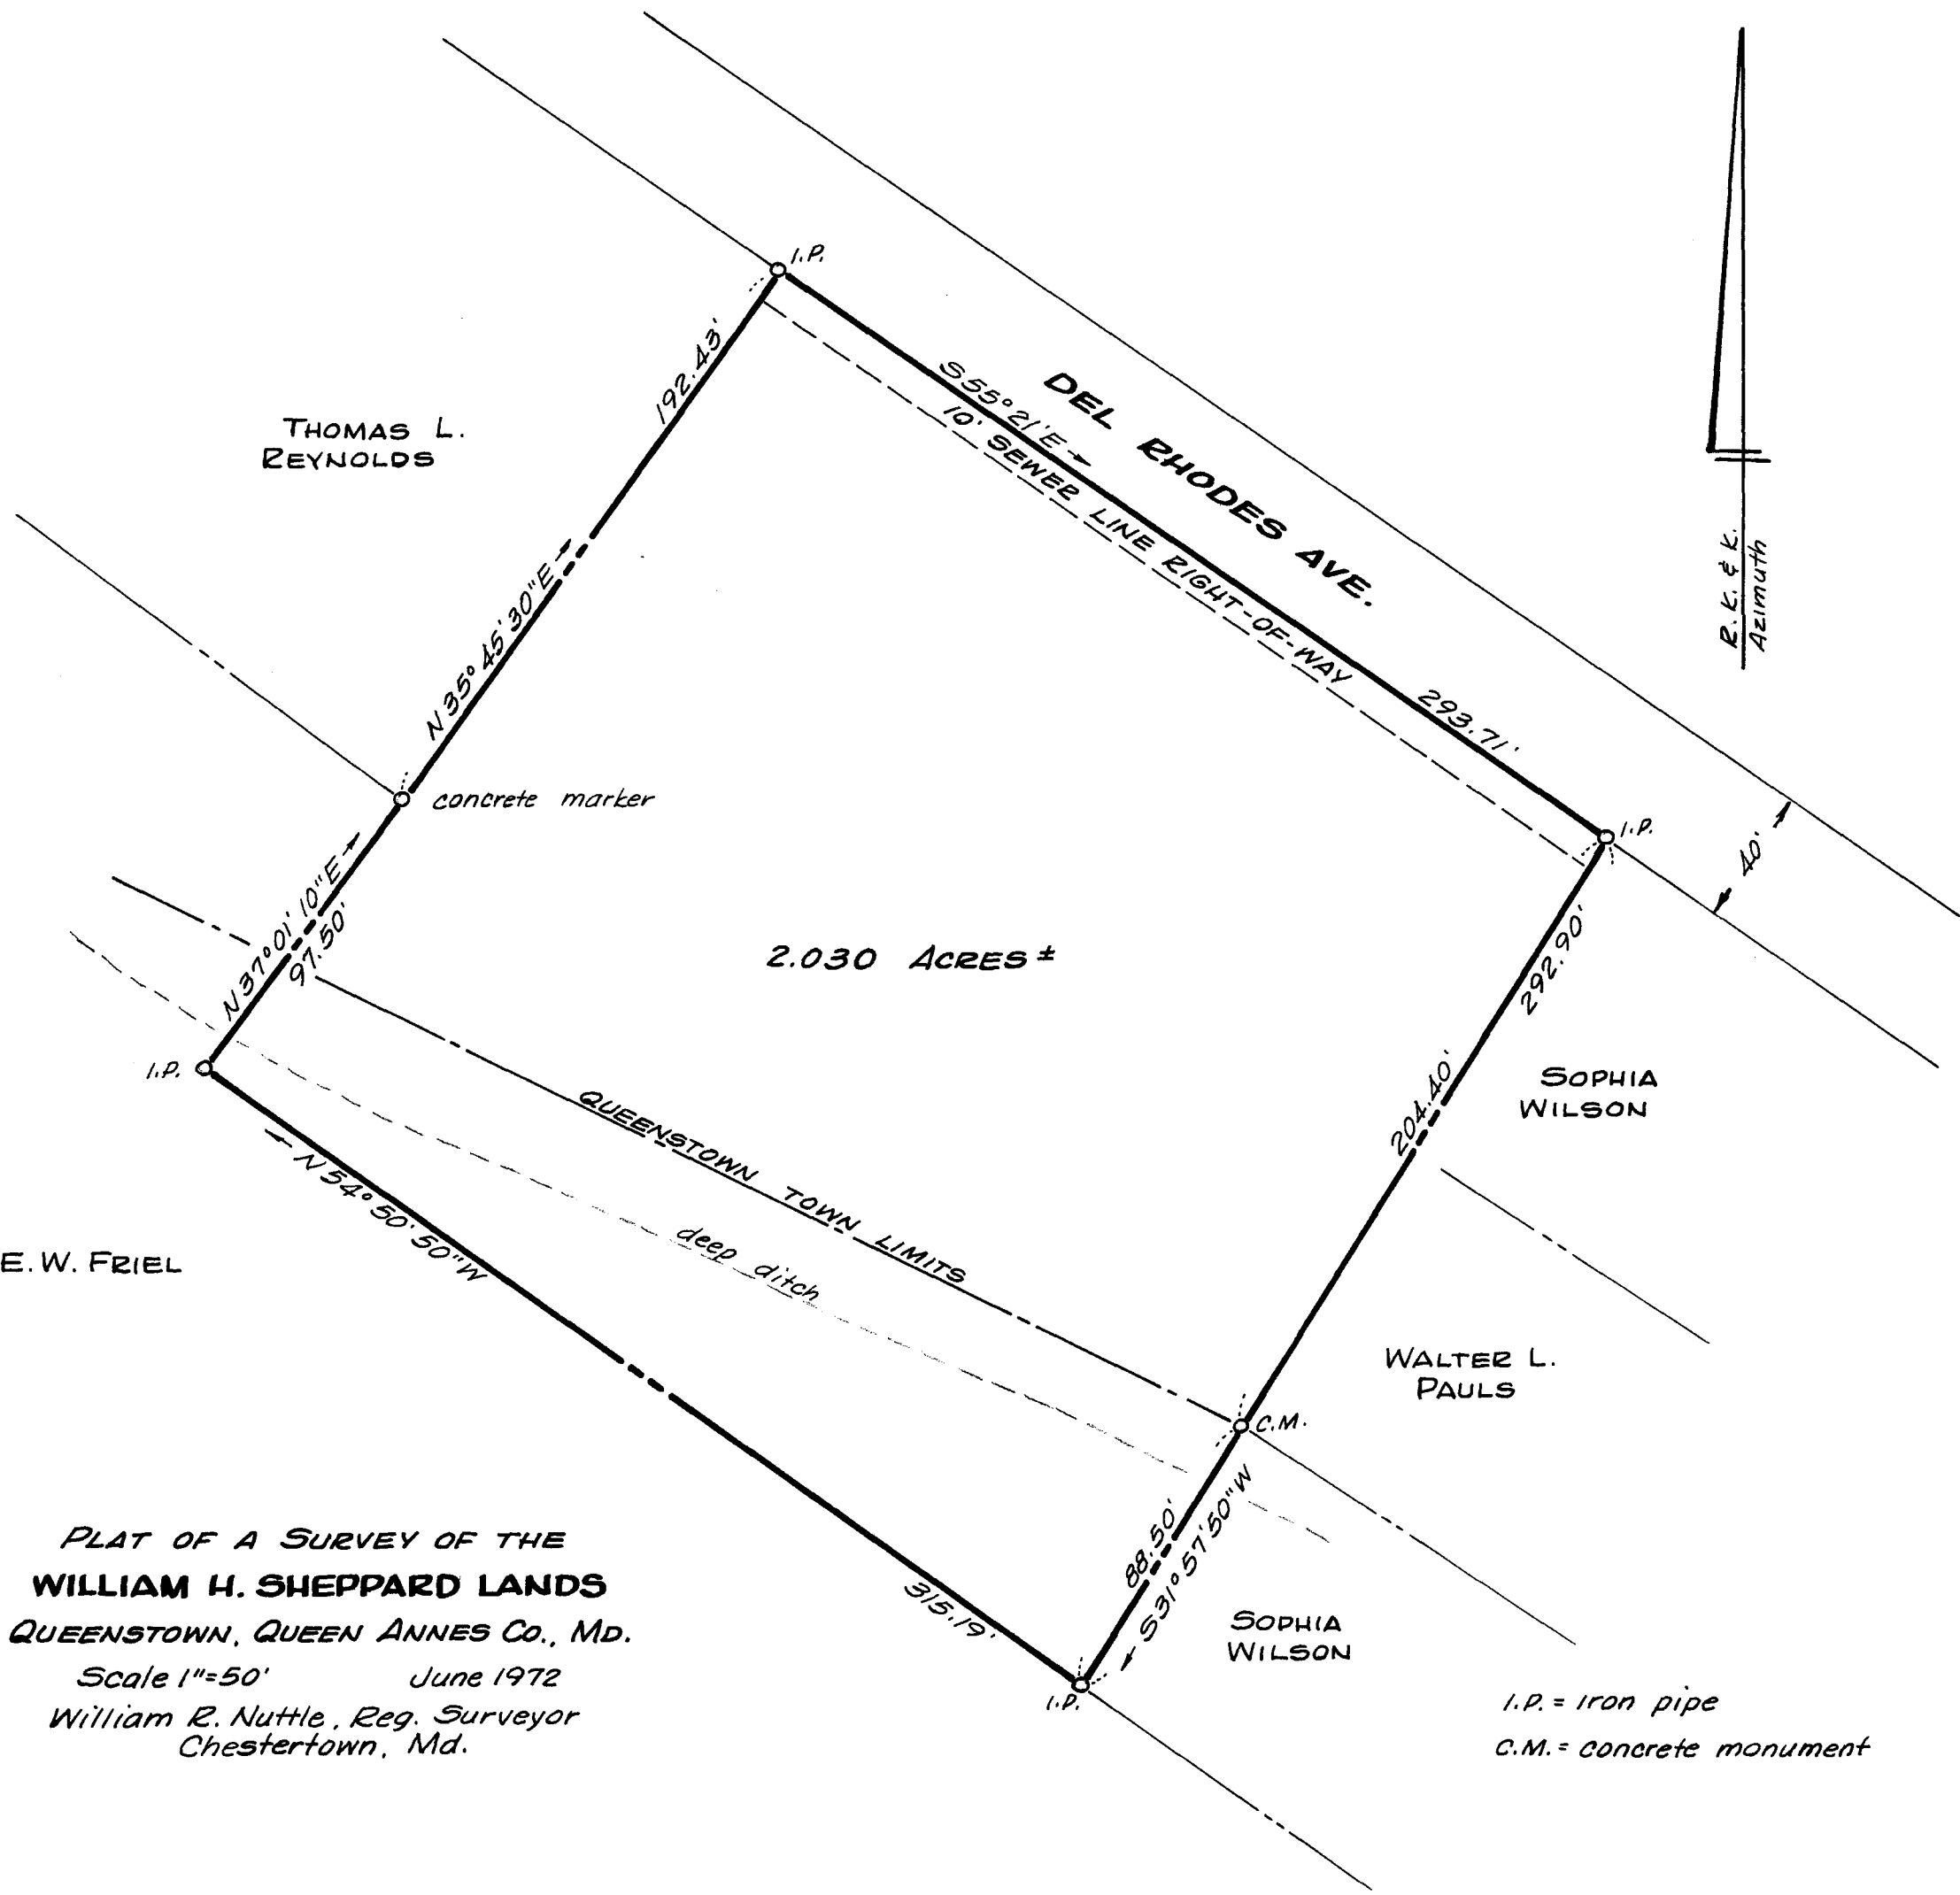 I.P.
192.43'
S55°21'E
DEL RHODES AVE.
10' SEWER LINE RIGHT-OF-WAY
293.71'
THOMAS L.
REYNOLDS
R. K. & K.
Azimuth
N35°45'30"E
concrete marker
I.P.
40'
N37°01'10"E
97.50'
2.030 ACRES ±
292.90'
204.40'
SOPHIA
WILSON
I.P.
QUEENSTOWN TOWN LIMITS
N54°50'50"W
deep ditch
E.W. FRIEL
WALTER L.
PAULS
C.M.
88.50'
S31°57'50"W
315.19'
SOPHIA
WILSON
I.P.
PLAT OF A SURVEY OF THE
WILLIAM H. SHEPPARD LANDS
QUEENSTOWN, QUEEN ANNES CO., MD.
Scale 1"=50' June 1972
William R. Nuttle, Reg. Surveyor
Chestertown, Md.
I.P. = Iron pipe
C.M. = concrete monument